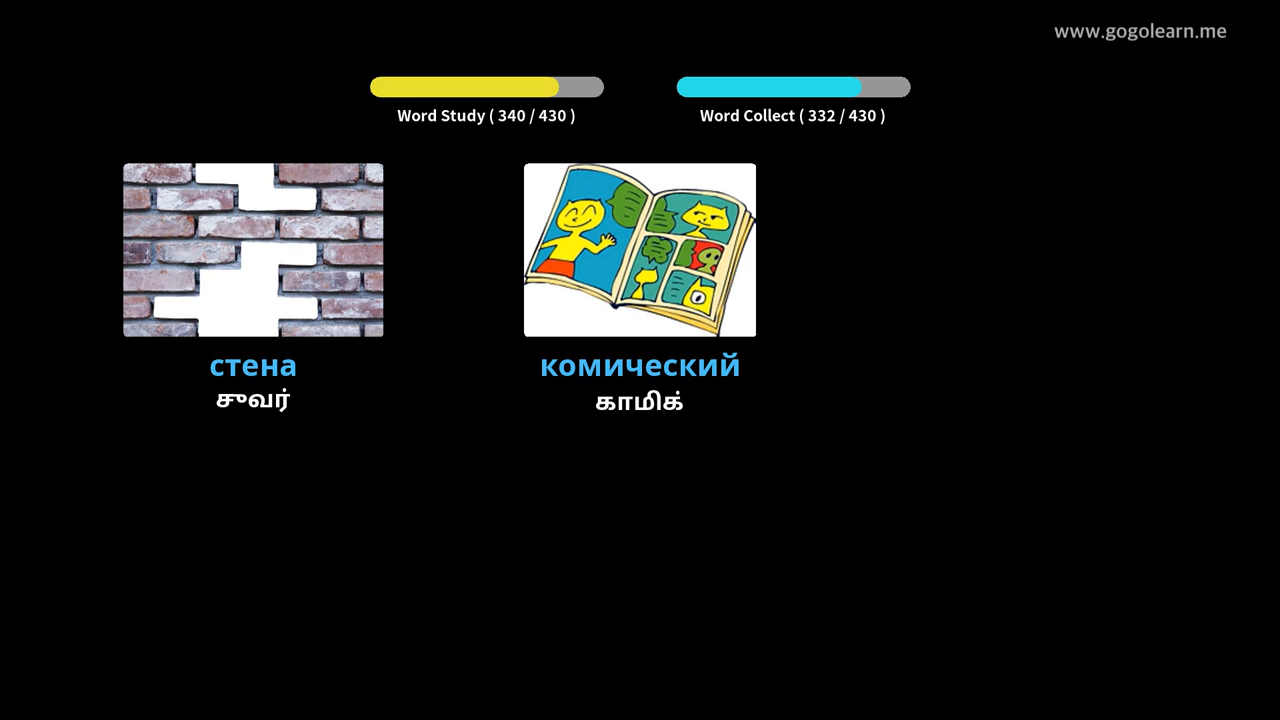 www.gogolearn.me
Word Study ( 340 / 430 )
Word Collect ( 332 / 430 )
стена
சுவர்
комический
காமிக்